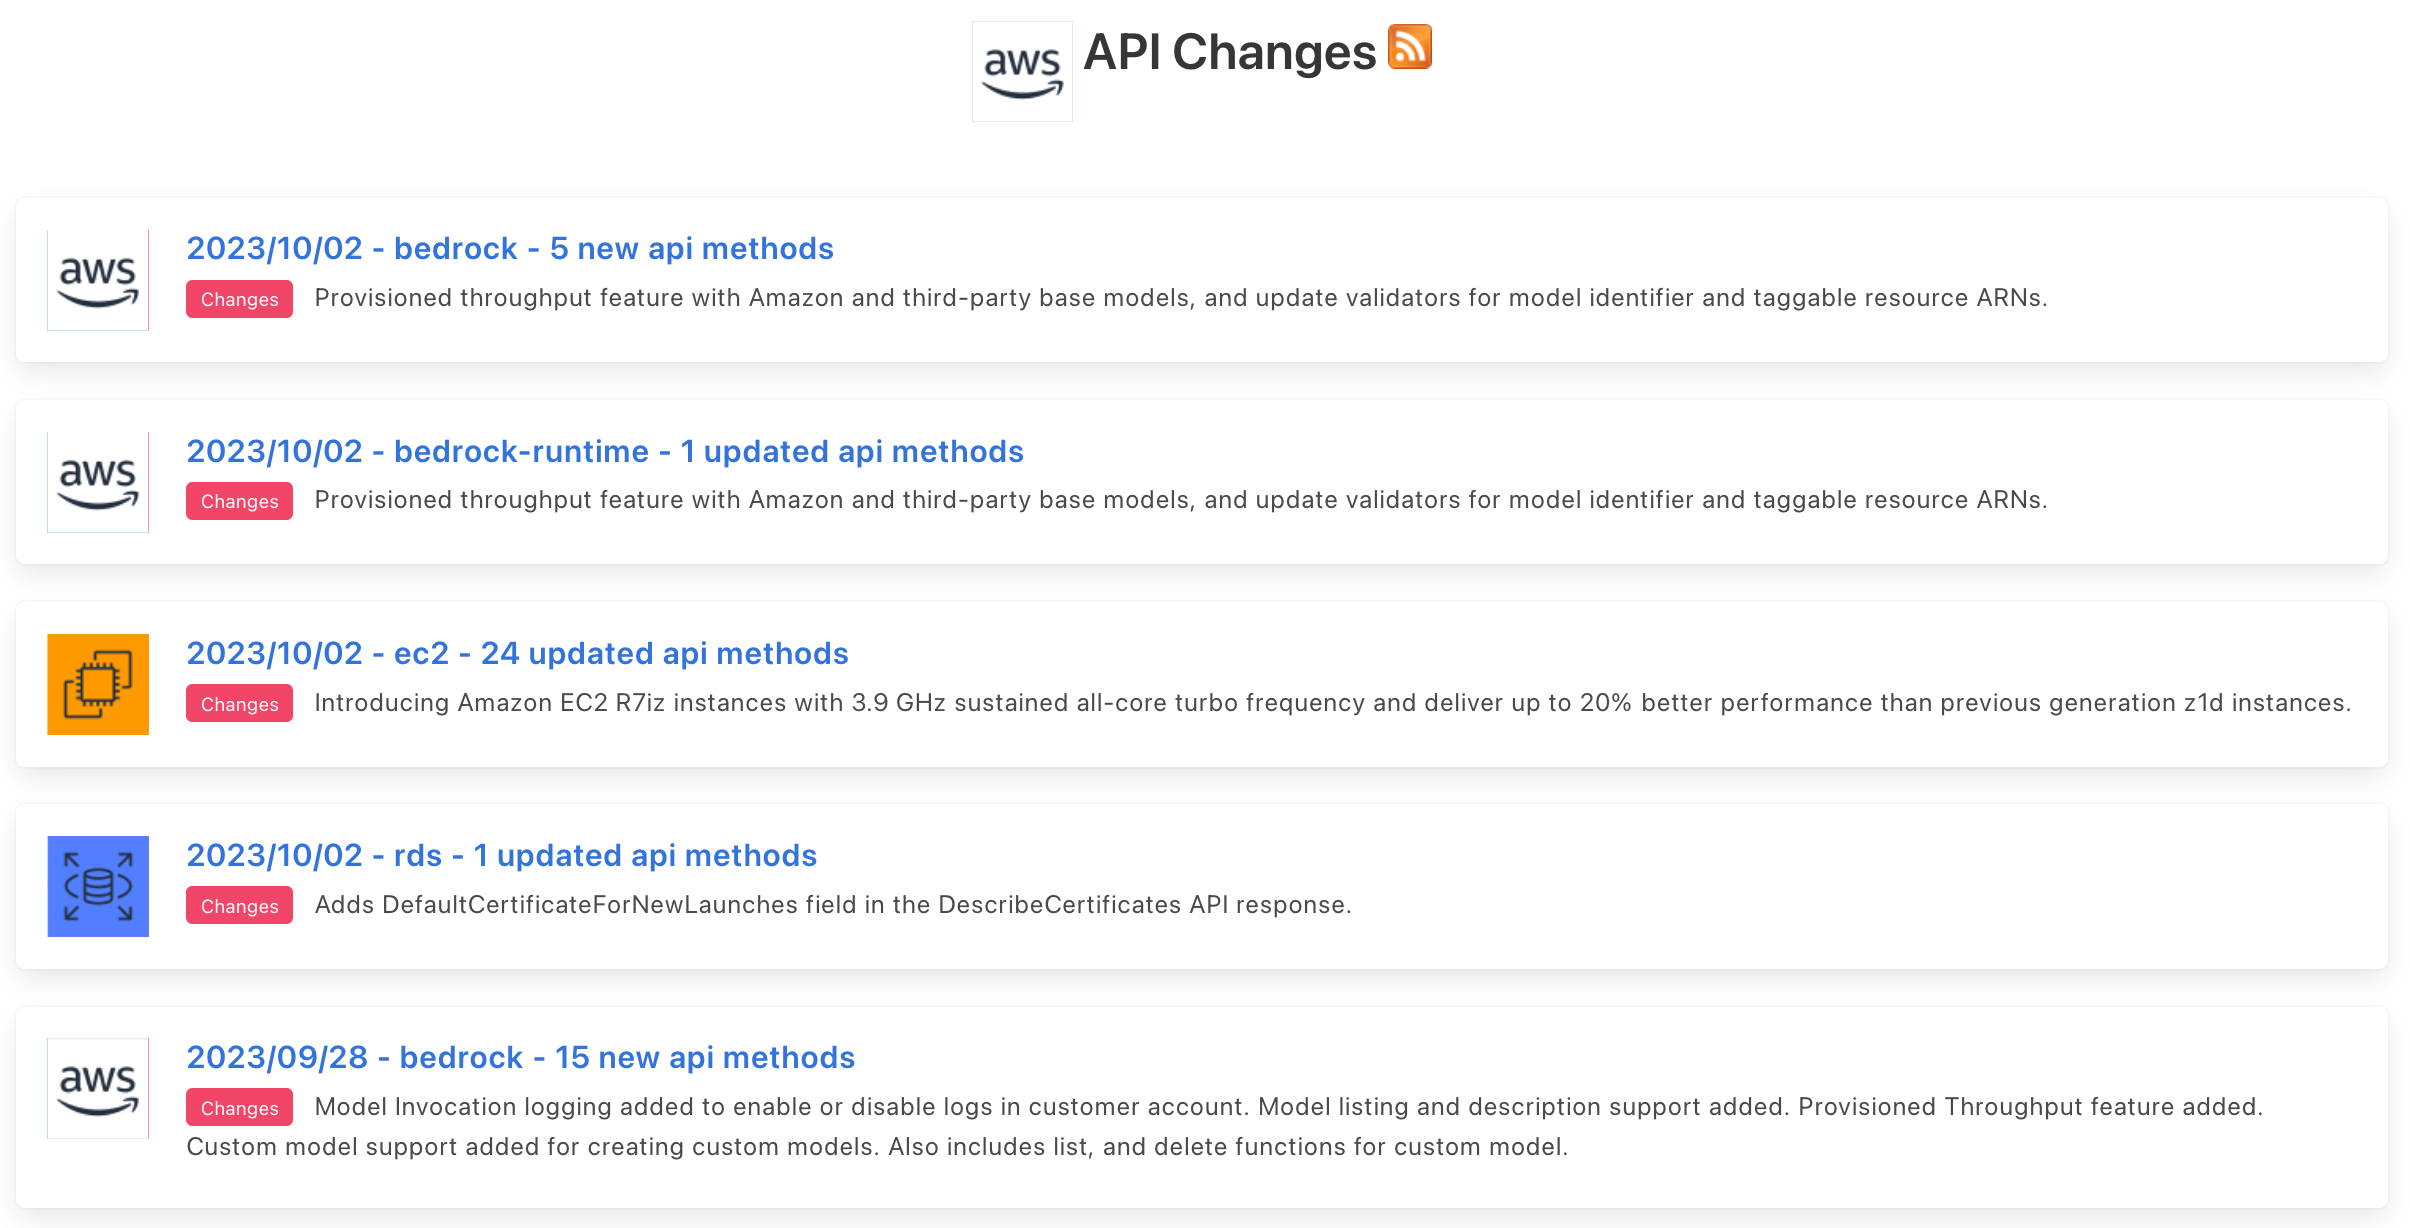 aws API Changes
aws
2023/10/02 - bedrock - 5 new api methods
Changes Provisioned throughput feature with Amazon and third-party base models, and update validators for model identifier and taggable resource ARNs.
aws
2023/10/02 - bedrock-runtime - 1 updated api methods
Changes Provisioned throughput feature with Amazon and third-party base models, and update validators for model identifier and taggable resource ARNs.
2023/10/02 - ec2 - 24 updated api methods
Changes Introducing Amazon EC2 R7iz instances with 3.9 GHz sustained all-core turbo frequency and deliver up to 20% better performance than previous generation z1d instances.
2023/10/02 - rds - 1 updated api methods
Changes Adds DefaultCertificateForNewLaunches field in the DescribeCertificates API response.
aws
2023/09/28 - bedrock - 15 new api methods
Changes Model Invocation logging added to enable or disable logs in customer account. Model listing and description support added. Provisioned Throughput feature added.
Custom model support added for creating custom models. Also includes list, and delete functions for custom model.